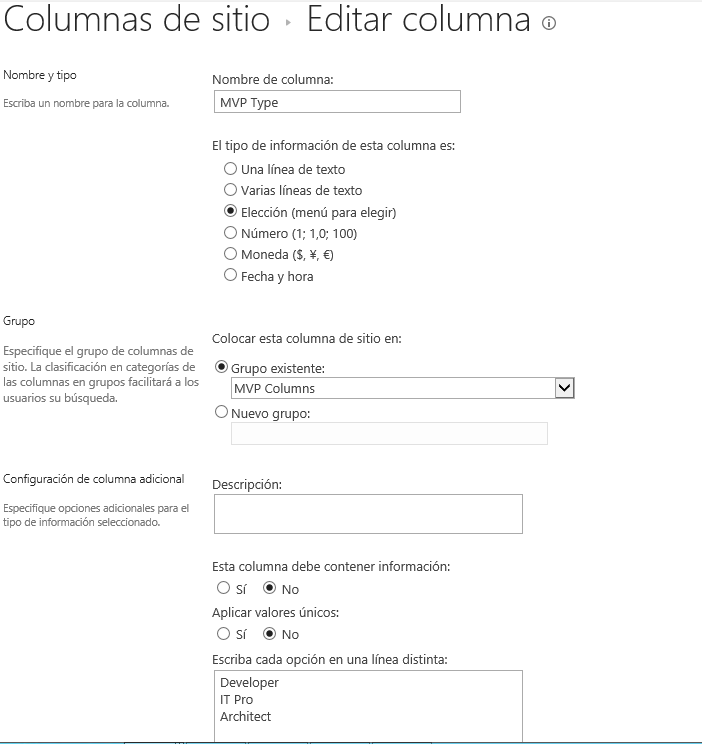 Columnas de sitio ▸ Editar columna
Nombre y tipo
Escriba un nombre para la columna.
Nombre de columna:
MVP Type
El tipo de información de esta columna es:
Una línea de texto
Varias líneas de texto
Elección (menú para elegir)
Número (1; 1,0; 100)
Moneda ($, ¥, €)
Fecha y hora
Grupo
Especifique el grupo de columnas de
sitio. La clasificación en categorías de
las columnas en grupos facilitará a los
usuarios su búsqueda.
Colocar esta columna de sitio en:
Grupo existente:
MVP Columns
Nuevo grupo:
Configuración de columna adicional
Especifique opciones adicionales para el
tipo de información seleccionado.
Descripción:
Esta columna debe contener información:
Sí No
Aplicar valores únicos:
Sí No
Escriba cada opción en una línea distinta:
Developer
IT Pro
Architect